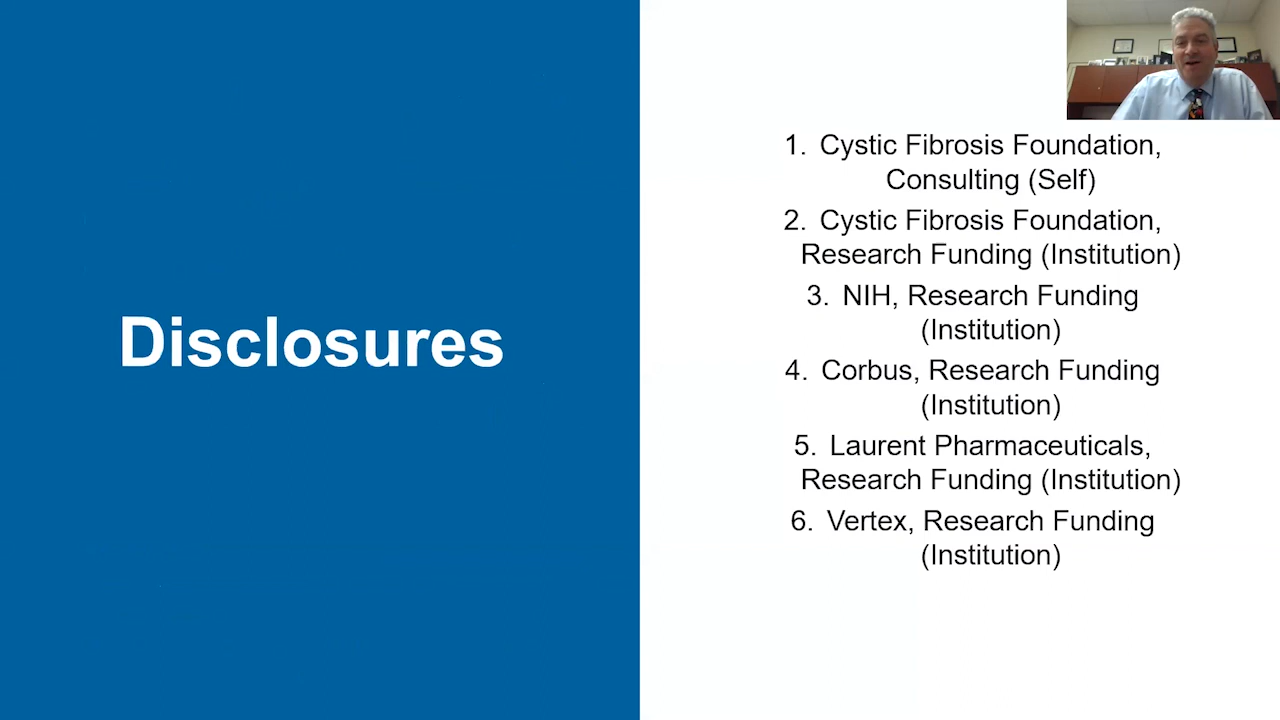 Disclosures
1. Cystic Fibrosis Foundation,
Consulting (Self)
2. Cystic Fibrosis Foundation,
Research Funding (Institution)
3. NIH, Research Funding
(Institution)
4. Corbus, Research Funding
(Institution)
5. Laurent Pharmaceuticals,
Research Funding (Institution)
6. Vertex, Research Funding
(Institution)